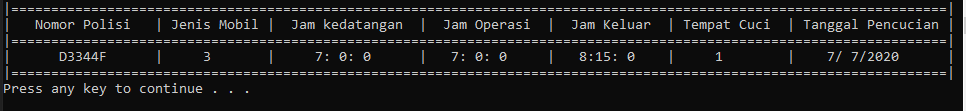 |=====================================================================================================================|
| Nomor Polisi | Jenis Mobil | Jam kedatangan | Jam Operasi | Jam Keluar | Tempat Cuci | Tanggal Pencucian |
|=====================================================================================================================|
| D3344F | 3 | 7: 0: 0 | 7: 0: 0 | 8:15: 0 | 1 | 7/ 7/2020 |
|=====================================================================================================================|
Press any key to continue . . .